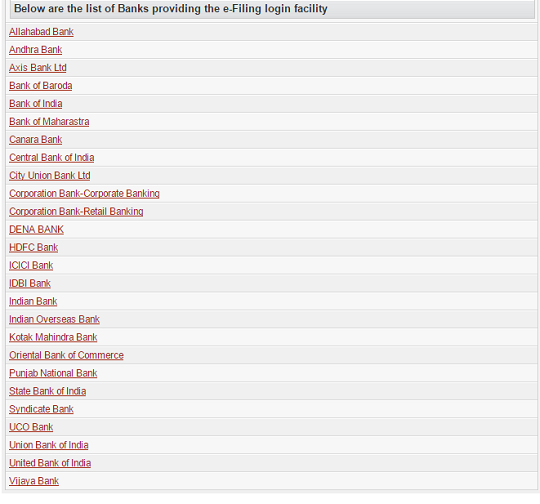 Below are the list of Banks providing the e-Filing login facility
Allahabad Bank
Andhra Bank
Axis Bank Ltd
Bank of Baroda
Bank of India
Bank of Maharastra
Canara Bank
Central Bank of India
City Union Bank Ltd
Corporation Bank-Corporate Banking
Corporation Bank-Retail Banking
DENA BANK
HDFC Bank
ICICI Bank
IDBI Bank
Indian Bank
Indian Overseas Bank
Kotak Mahindra Bank
Oriental Bank of Commerce
Punjab National Bank
State Bank of India
Syndicate Bank
UCO Bank
Union Bank of India
United Bank of India
Vijaya Bank